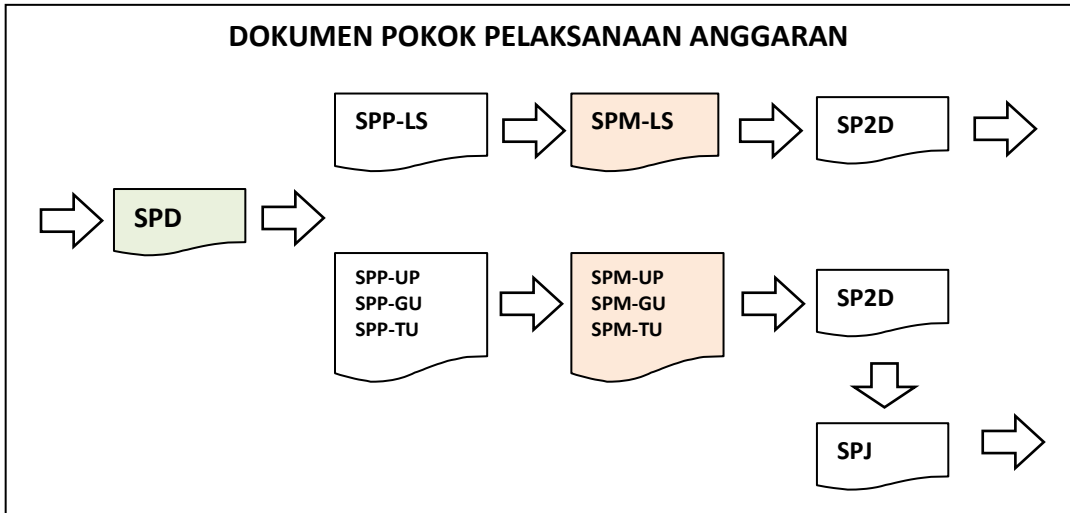 DOKUMEN POKOK PELAKSANAAN ANGGARAN
SPP-LS
SPM-LS
SP2D
SPD
SPP-UP
SPP-GU
SPP-TU
SPM-UP
SPM-GU
SPM-TU
SP2D
SPJ